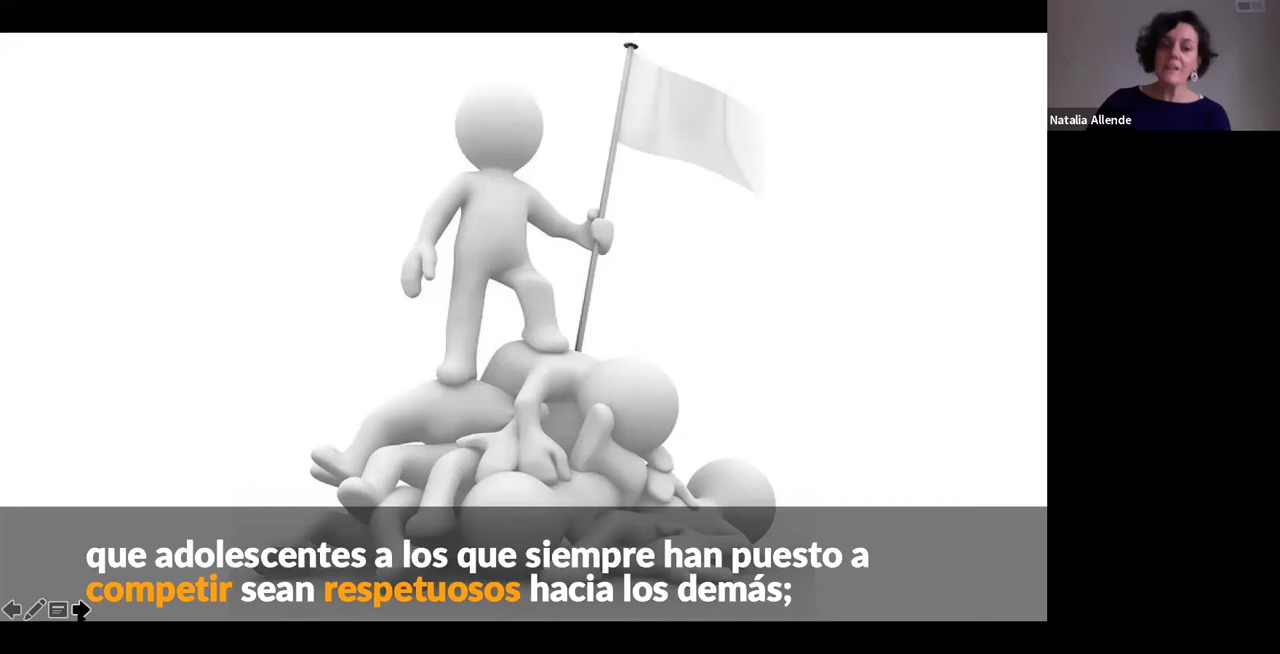 Natalia Allende
que adolescentes a los que siempre han puesto a
competir sean respetuosos hacia los demás;